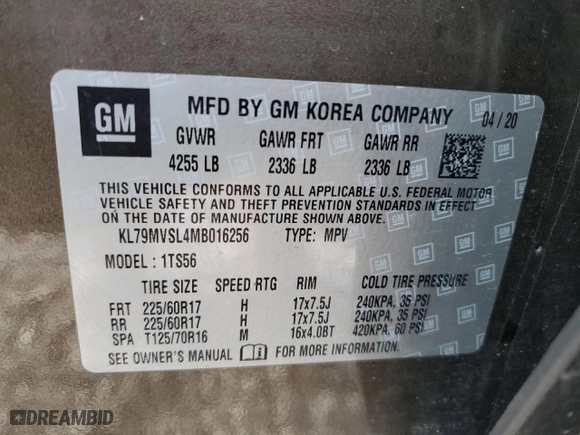 GM MFD BY GM KOREA COMPANY 04/20
GVWR GAWR FRT GAWR RR
4255 LB 2336 LB 2336 LB
THIS VEHICLE CONFORMS TO ALL APPLICABLE U.S. FEDERAL MOTOR
VEHICLE SAFETY AND THEFT PREVENTION STANDARDS IN EFFECT
ON THE DATE OF MANUFACTURE SHOWN ABOVE.
KL79MVSL4MB016256 TYPE: MPV
MODEL: 1TS56
TIRE SIZE SPEED RTG RIM COLD TIRE PRESSURE
FRT 225/60R17 H 17x7.5J 240KPA, 35 PSI
RR 225/60R17 H 17x7.5J 240KPA, 35 PSI
SPA T125/70R16 M 16x4.0BT 420KPA, 60 PSI
SEE OWNER'S MANUAL FOR MORE INFORMATION.
DREAMBID